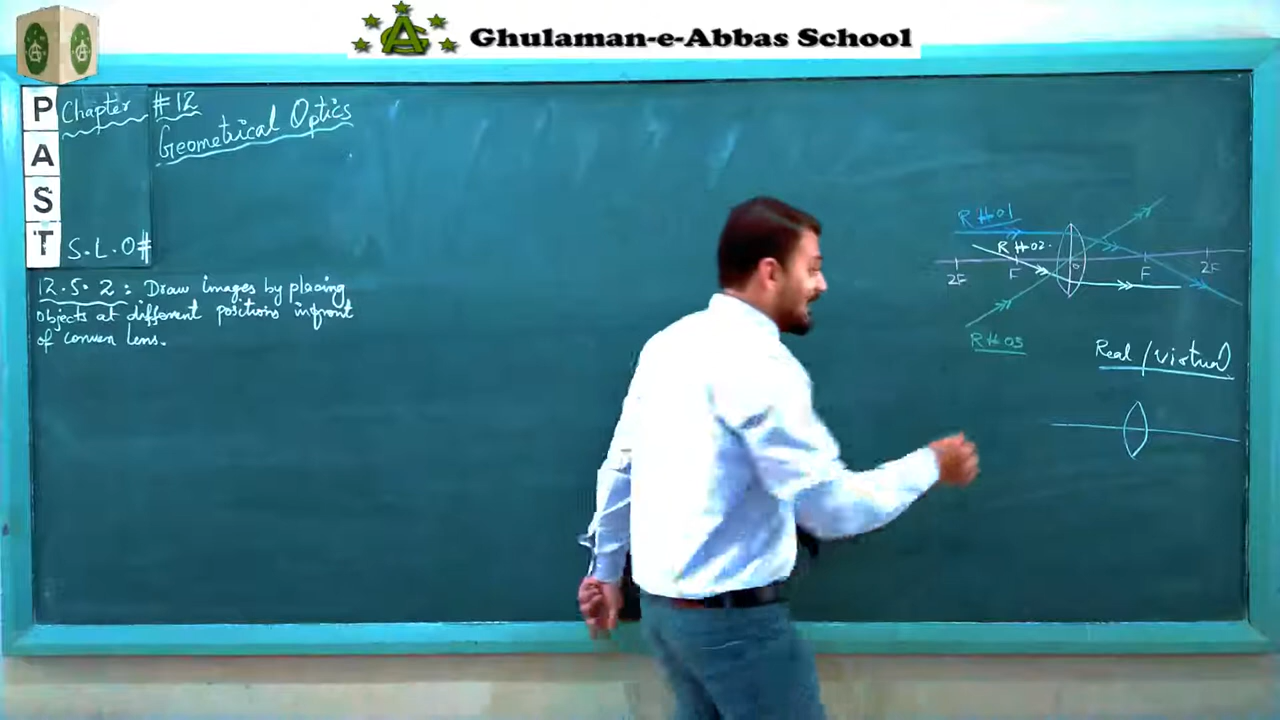 Ghulaman-e-Abbas School
P
A
S
T
Chapter #12
Geometrical Optics
S.L.O#
12.5.2: Draw images by placing
objects at different positions infront
of convex lens.
R#01
R#02.
2F F F 2F
R#03
Real/Virtual